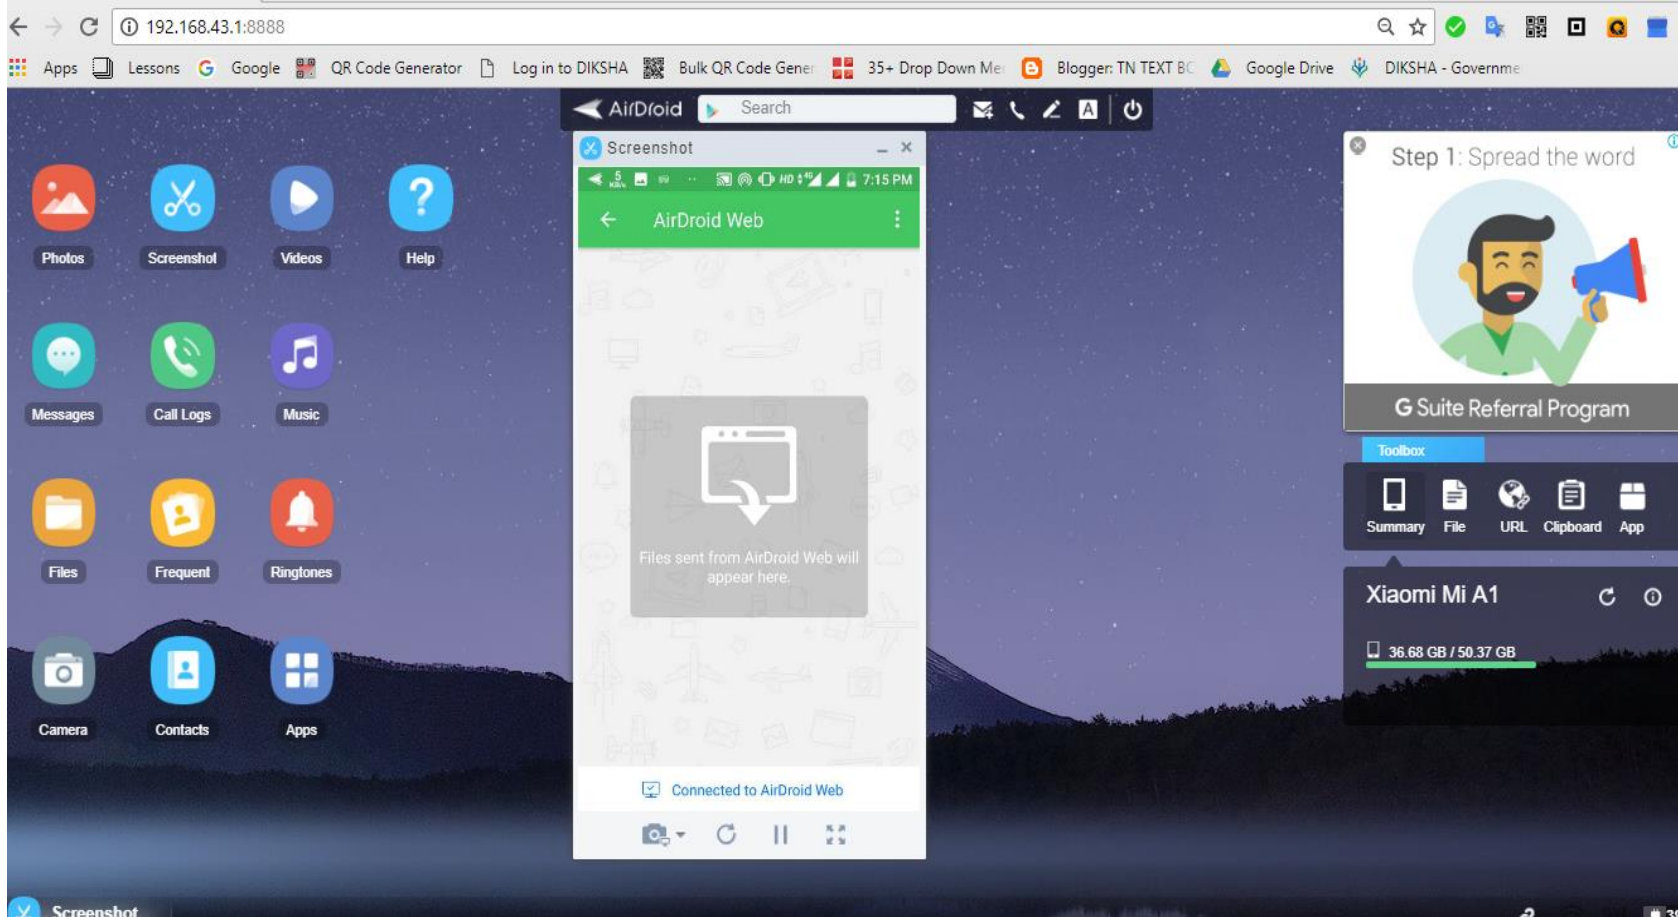 192.168.43.1:8888
Apps Lessons Google QR Code Generator Log in to DIKSHA Bulk QR Code Gener 35+ Drop Down Me Blogger: TN TEXT BC Google Drive DIKSHA - Governme
AirDroid Search A
Screenshot
5 KB/s HD 4G 7:15 PM
AirDroid Web
Files sent from AirDroid Web will
appear here.
Connected to AirDroid Web
Photos Screenshot Videos Help
Messages Call Logs Music
Files Frequent Ringtones
Camera Contacts Apps
Step 1: Spread the word
G Suite Referral Program
Toolbox
Summary File URL Clipboard App
Xiaomi Mi A1
36.68 GB / 50.37 GB
Screenshot